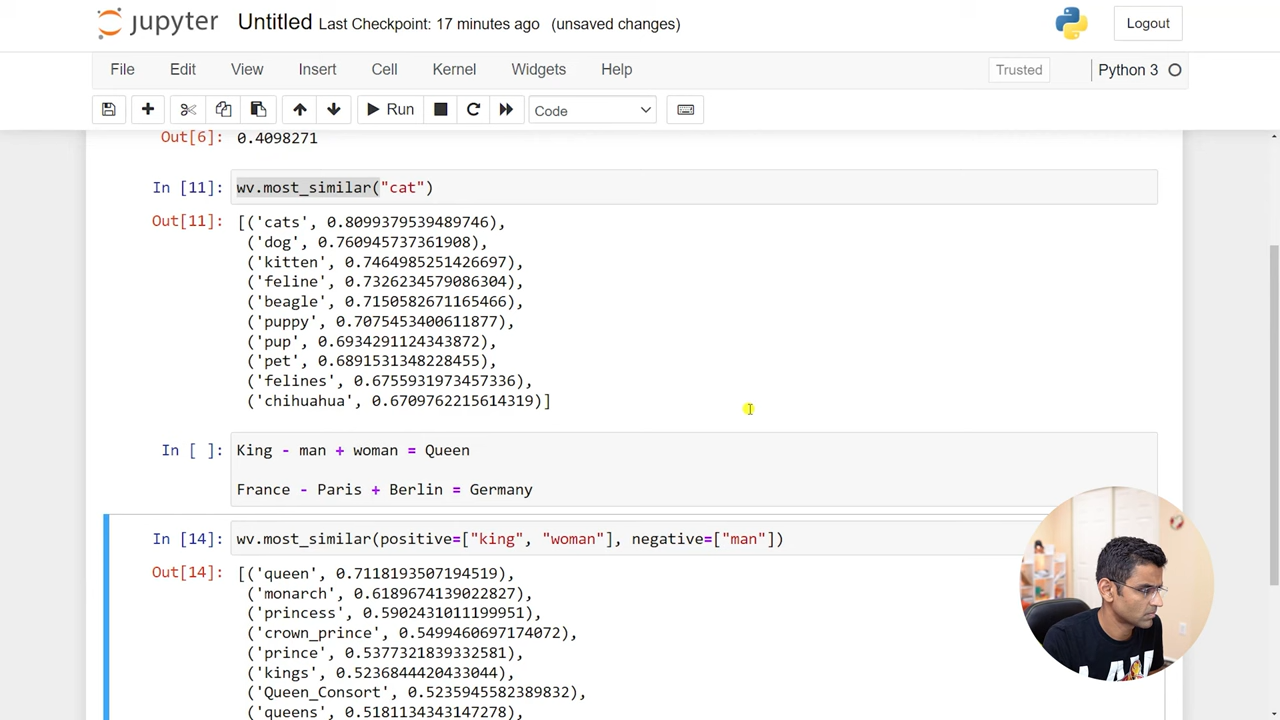 jupyter Untitled Last Checkpoint: 17 minutes ago (unsaved changes) Logout
File Edit View Insert Cell Kernel Widgets Help Trusted Python 3
Run Code
Out[6]: 0.4098271
In [11]: wv.most_similar("cat")
Out[11]: [('cats', 0.8099379539489746),
('dog', 0.760945737361908),
('kitten', 0.7464985251426697),
('feline', 0.7326234579086304),
('beagle', 0.7150582671165466),
('puppy', 0.7075453400611877),
('pup', 0.6934291124343872),
('pet', 0.6891531348228455),
('felines', 0.6755931973457336),
('chihuahua', 0.6709762215614319)]
In [ ]: King - man + woman = Queen
France - Paris + Berlin = Germany
In [14]: wv.most_similar(positive=["king", "woman"], negative=["man"])
Out[14]: [('queen', 0.7118193507194519),
('monarch', 0.6189674139022827),
('princess', 0.5902431011199951),
('crown_prince', 0.5499460697174072),
('prince', 0.5377321839332581),
('kings', 0.5236844420433044),
('Queen_Consort', 0.5235945582389832),
('queens', 0.5181134343147278),